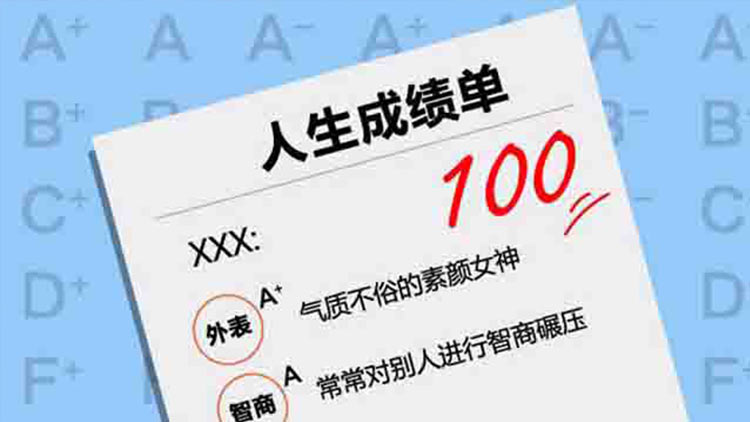 A⁺ A A⁻ A⁺ A⁻ A
B⁺ B B⁻ B
C⁺ C⁻ C
D⁺ D
F⁺ F
人生成绩单
100
XXX:
外表 A⁺ 气质不俗的素颜女神
智商 A 常常对别人进行智商碾压